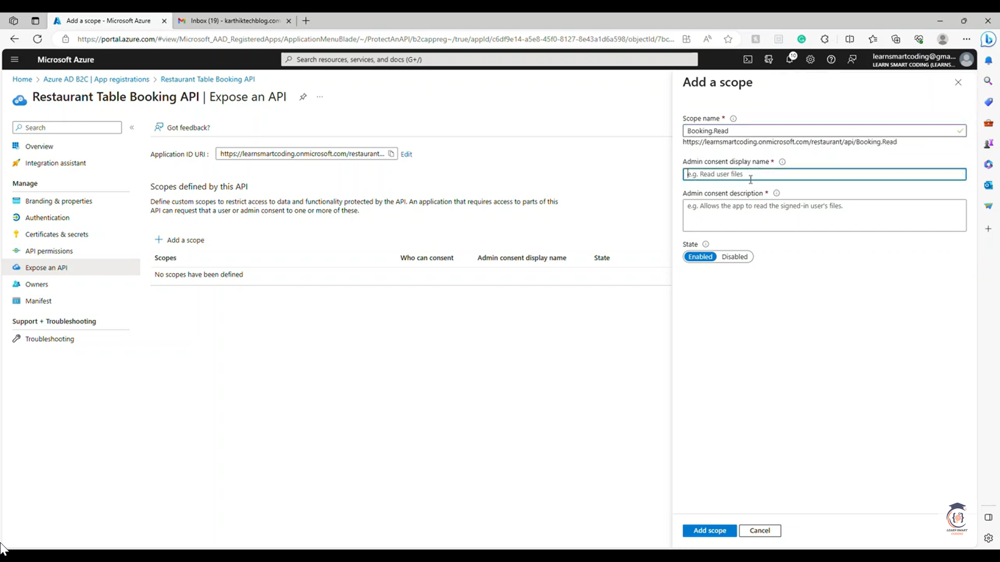 Add a scope - Microsoft Azure
Inbox (19) - karthiktechblog.com
https://portal.azure.com/#view/Microsoft_AAD_RegisteredApps/ApplicationMenuBlade/~/ProtectAnAPI/b2cappreg~/true/appId/c6df9e14-a5e8-45f0-8127-8e43a1d6a598/objectId/7bc...
Microsoft Azure
Search resources, services, and docs (G+/)
10
learnsmartcoding@gma...
LEARN SMART CODING (LEARNS...
Home > Azure AD B2C | App registrations > Restaurant Table Booking API
Restaurant Table Booking API | Expose an API
Search
Overview
Integration assistant
Manage
Branding & properties
Authentication
Certificates & secrets
API permissions
Expose an API
Owners
Manifest
Support + Troubleshooting
Troubleshooting
Got feedback?
Application ID URI : https://learnsmartcoding.onmicrosoft.com/restaurant... Edit
Scopes defined by this API
Define custom scopes to restrict access to data and functionality protected by the API. An application that requires access to parts of this
API can request that a user or admin consent to one or more of these.
Add a scope
Scopes Who can consent Admin consent display name State
No scopes have been defined
Add a scope
Scope name *
Booking.Read
https://learnsmartcoding.onmicrosoft.com/restaurant/api/Booking.Read
Admin consent display name *
e.g. Read user files
Admin consent description *
e.g. Allows the app to read the signed-in user's files.
State
Enabled Disabled
Add scope Cancel
LEARN SMART
CODING